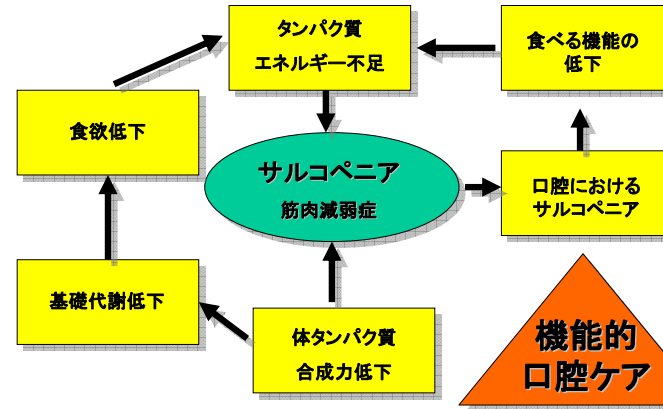 タンパク質
エネルギー不足
食べる機能の
低下
食欲低下
サルコペニア
筋肉減弱症
口腔における
サルコペニア
基礎代謝低下
体タンパク質
合成力低下
機能的
口腔ケア